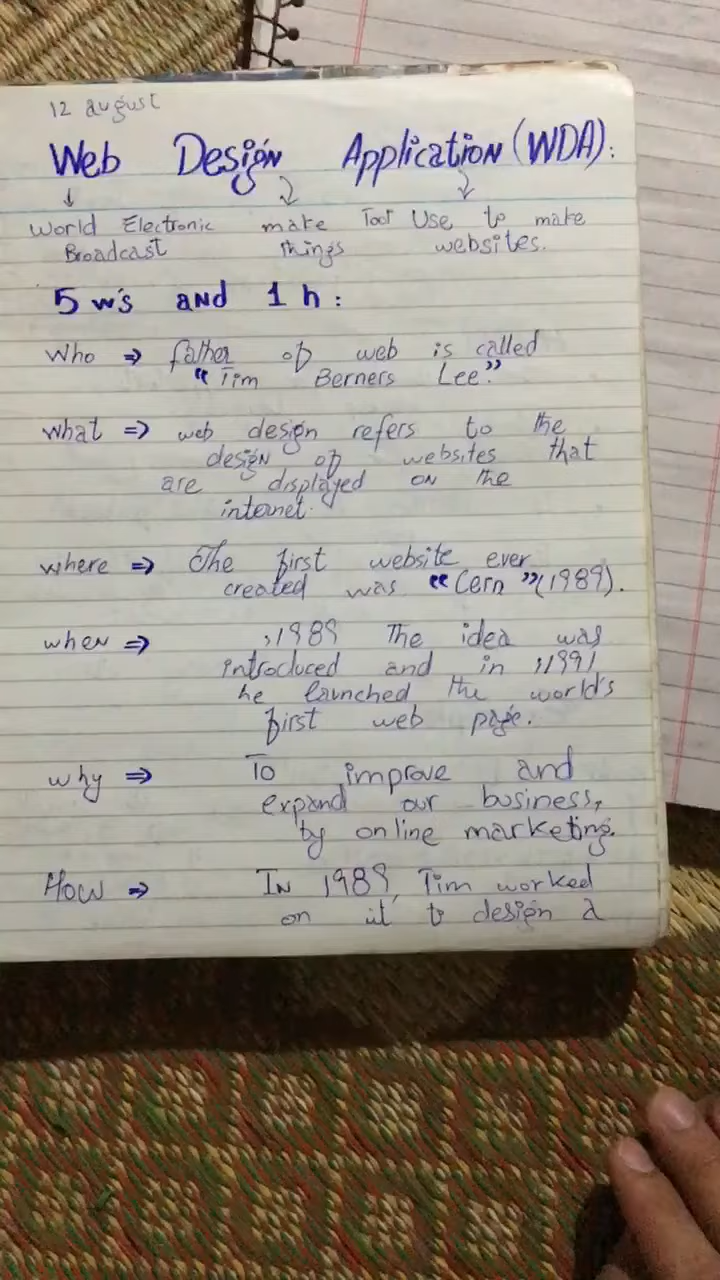 12 august
Web Design Application (WDA):
World Electronic make Tool Use to make
Broadcast things websites.
5 w's and 1 h:
Who ⇒ father of web is called
“Tim Berners Lee.”
what ⇒ web design refers to the
design of websites that
are displayed on the
internet.
where ⇒ The first website ever
created was “Cern” (1989).
when ⇒ ,1989 The idea was
introduced and in ,1991
he launched the world's
first web page.
why ⇒ To improve and
expand our business,
by online marketing.
How ⇒ In 1989, Tim worked
on it to design a